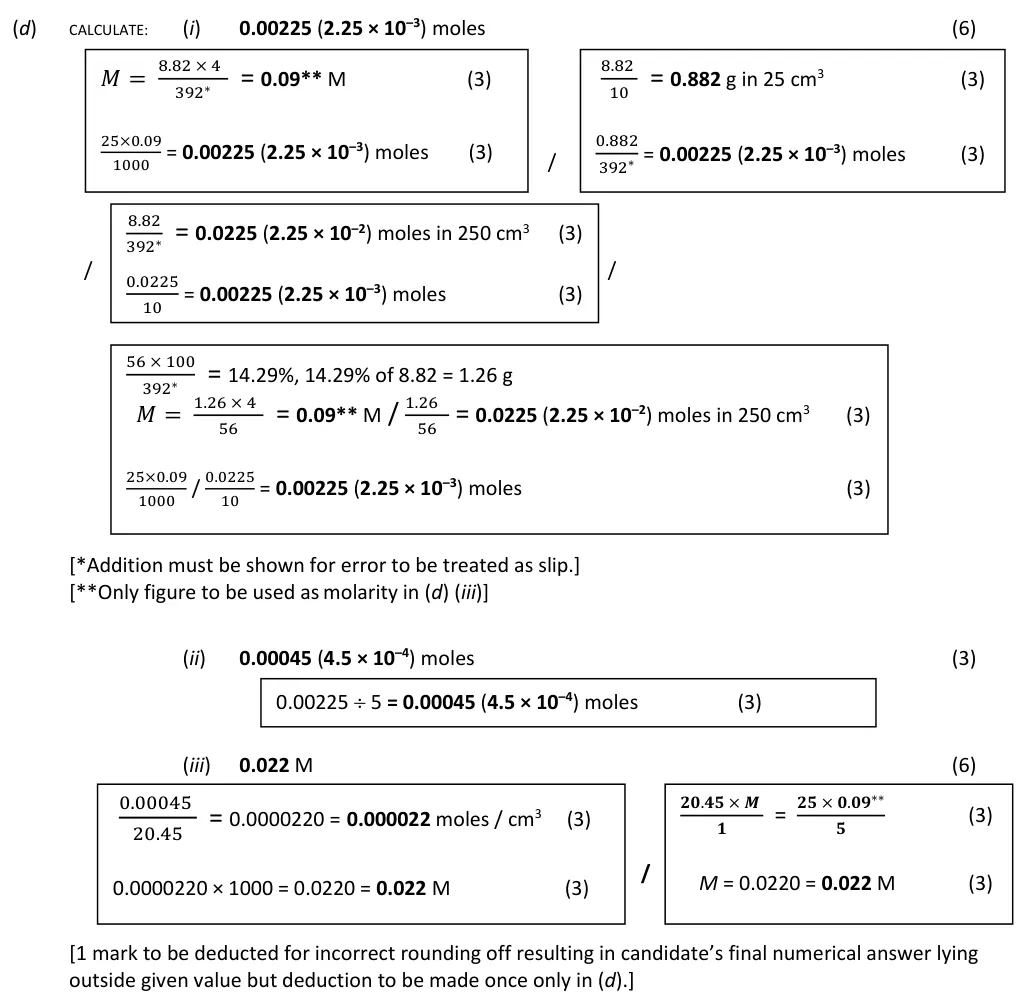 (d) CALCULATE: (i) 0.00225 (2.25 × 10⁻³) moles (6)
M = 8.82 × 4 / 392* = 0.09** M (3)
25×0.09 / 1000 = 0.00225 (2.25 × 10⁻³) moles (3)
/
8.82 / 10 = 0.882 g in 25 cm³ (3)
0.882 / 392* = 0.00225 (2.25 × 10⁻³) moles (3)
/
8.82 / 392* = 0.0225 (2.25 × 10⁻²) moles in 250 cm³ (3)
0.0225 / 10 = 0.00225 (2.25 × 10⁻³) moles (3)
/
56 × 100 / 392* = 14.29%, 14.29% of 8.82 = 1.26 g
M = 1.26 × 4 / 56 = 0.09** M / 1.26 / 56 = 0.0225 (2.25 × 10⁻²) moles in 250 cm³ (3)
25×0.09 / 1000 / 0.0225 / 10 = 0.00225 (2.25 × 10⁻³) moles (3)
[*Addition must be shown for error to be treated as slip.]
[**Only figure to be used as molarity in (d) (iii)]
(ii) 0.00045 (4.5 × 10⁻⁴) moles (3)
0.00225 ÷ 5 = 0.00045 (4.5 × 10⁻⁴) moles (3)
(iii) 0.022 M (6)
0.00045 / 20.45 = 0.0000220 = 0.000022 moles / cm³ (3)
0.0000220 × 1000 = 0.0220 = 0.022 M (3)
/
20.45 × M / 1 = 25 × 0.09** / 5 (3)
M = 0.0220 = 0.022 M (3)
[1 mark to be deducted for incorrect rounding off resulting in candidate's final numerical answer lying
outside given value but deduction to be made once only in (d).]